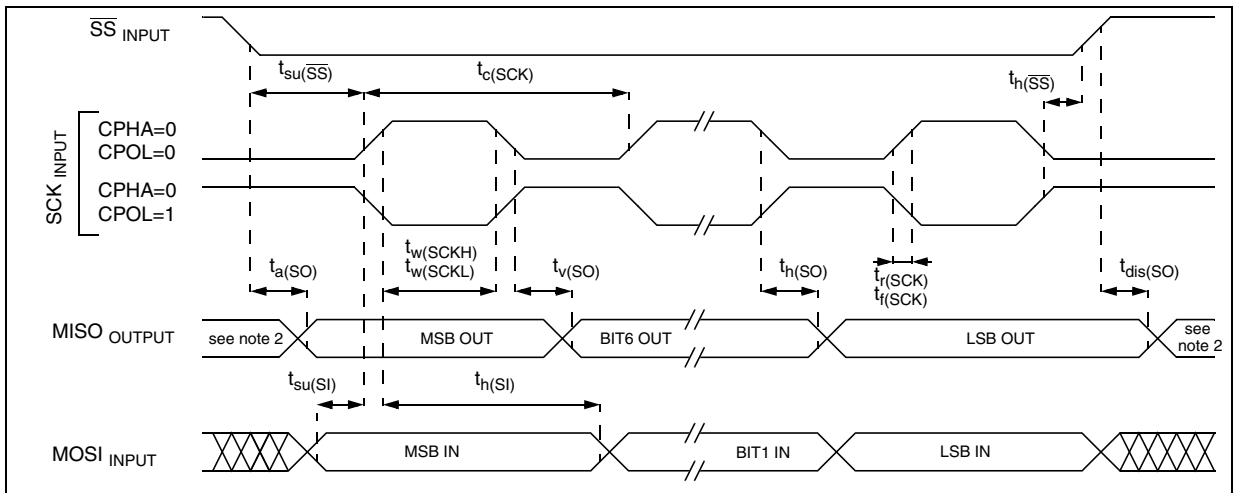 SS INPUT
tsu(SS)
tc(SCK)
th(SS)
SCK INPUT
CPHA=0
CPOL=0
CPHA=0
CPOL=1
ta(SO)
tw(SCKH)
tw(SCKL)
tv(SO)
th(SO)
tr(SCK)
tf(SCK)
tdis(SO)
MISO OUTPUT
see note 2
MSB OUT
BIT6 OUT
LSB OUT
see
note 2
tsu(SI)
th(SI)
MOSI INPUT
MSB IN
BIT1 IN
LSB IN